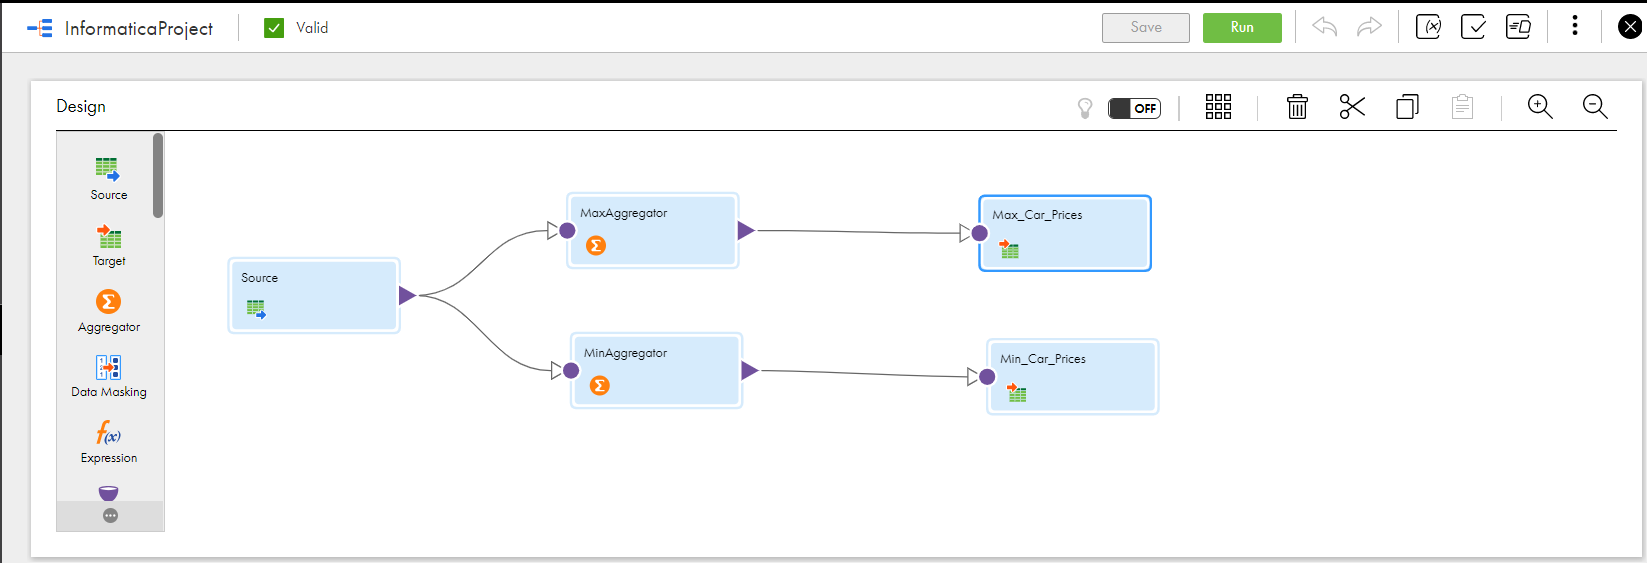 InformaticaProject
Valid
Save
Run
(x)
Design
OFF
Source
Target
Aggregator
Data Masking
f(x)
Expression
Source
MaxAggregator
Max_Car_Prices
MinAggregator
Min_Car_Prices